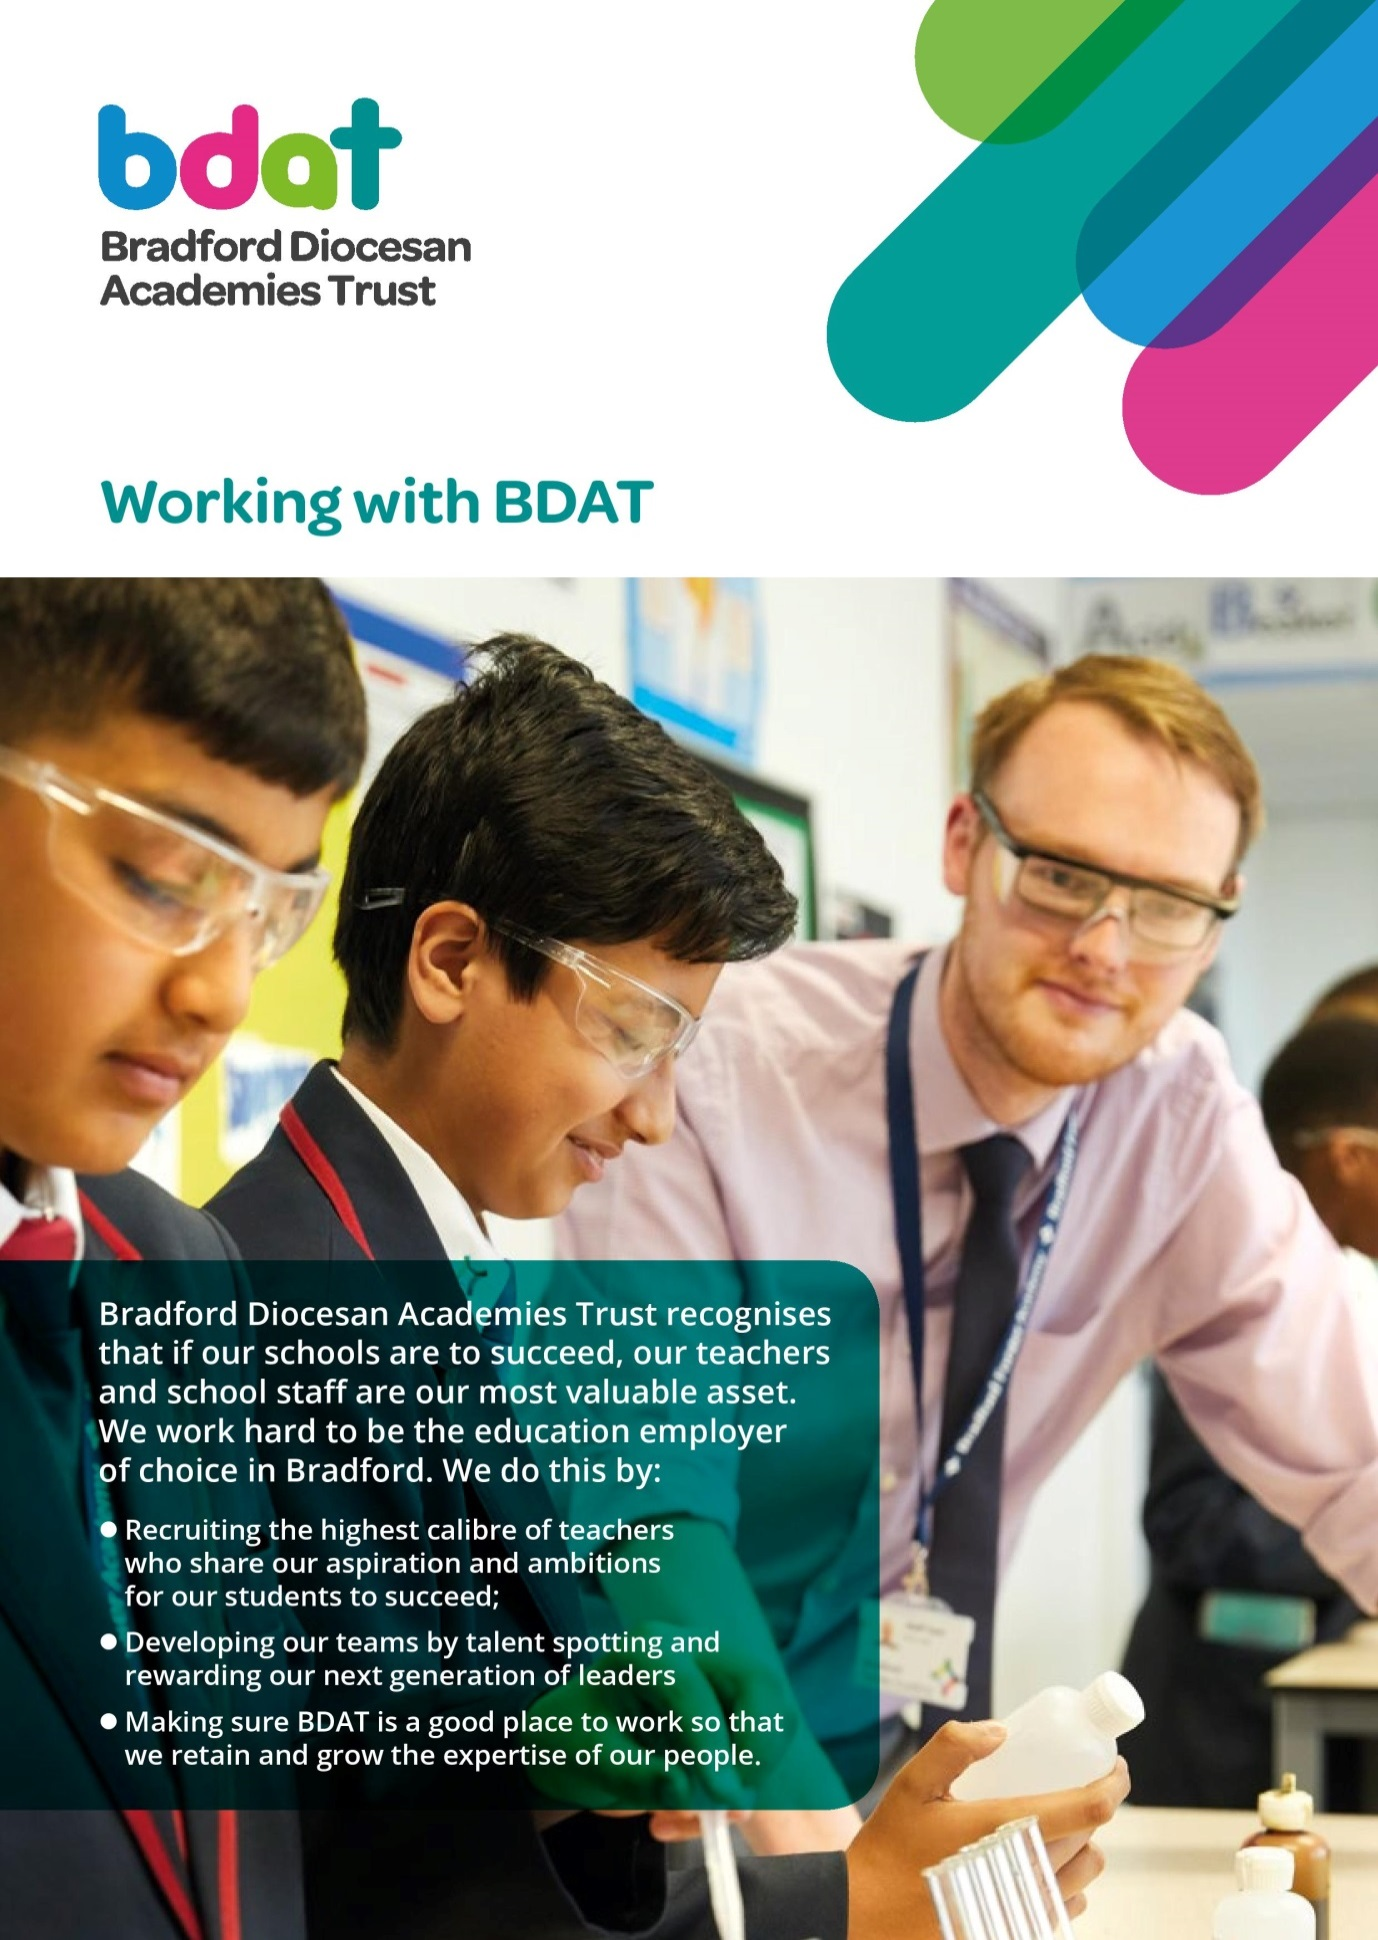 bdat
Bradford Diocesan
Academies Trust
Working with BDAT
Bradford Diocesan Academies Trust recognises
that if our schools are to succeed, our teachers
and school staff are our most valuable asset.
We work hard to be the education employer
of choice in Bradford. We do this by:
● Recruiting the highest calibre of teachers
who share our aspiration and ambitions
for our students to succeed;
● Developing our teams by talent spotting and
rewarding our next generation of leaders
● Making sure BDAT is a good place to work so that
we retain and grow the expertise of our people.